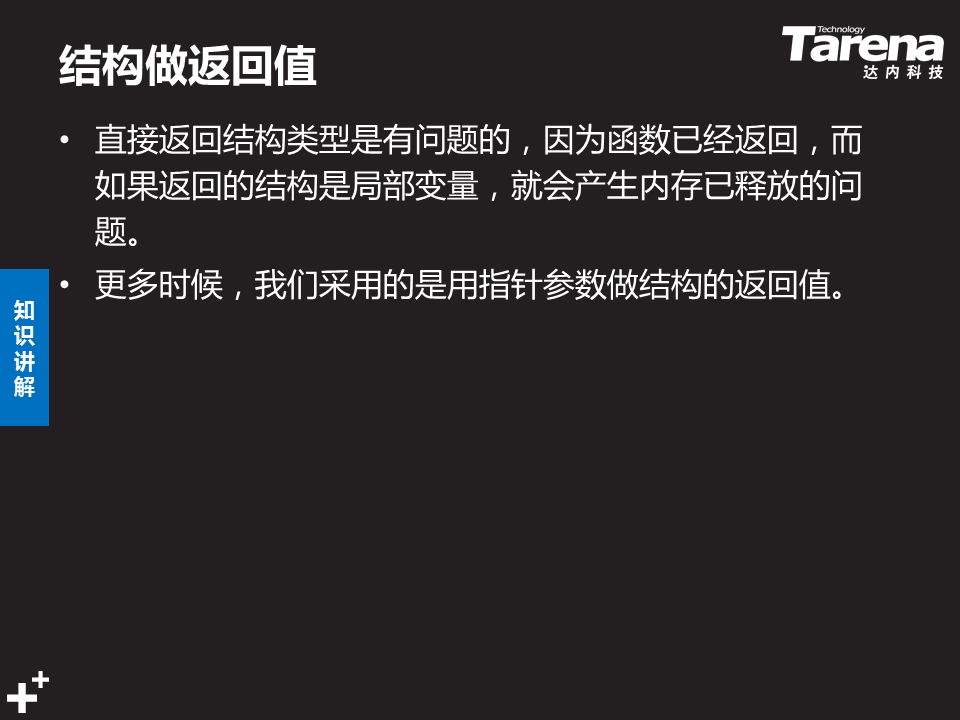 结构做返回值
Technology
Tarena
达内科技
• 直接返回结构类型是有问题的，因为函数已经返回，而
如果返回的结构是局部变量，就会产生内存已释放的问
题。
• 更多时候，我们采用的是用指针参数做结构的返回值。
知
识
讲
解